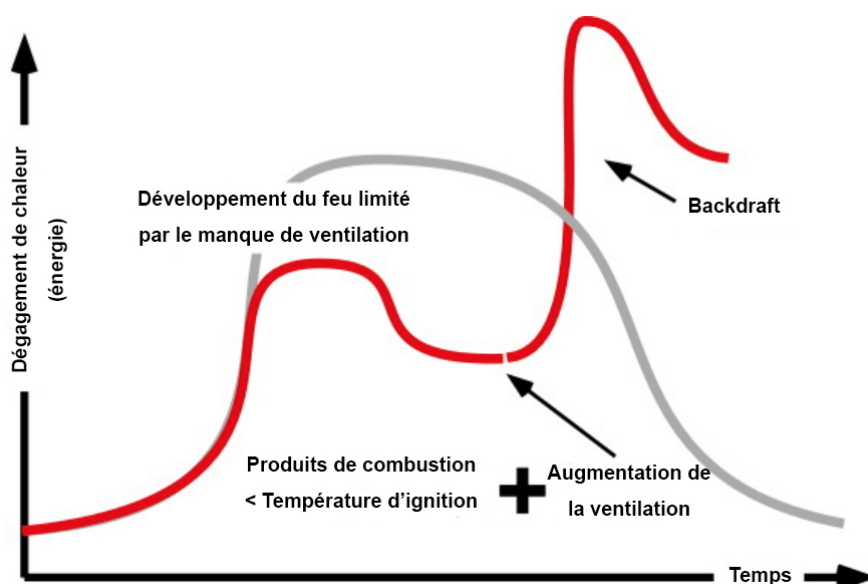 Dégagement de chaleur
(énergie)
Développement du feu limité
par le manque de ventilation
Backdraft
Produits de combustion
< Température d’ignition
+
Augmentation de
la ventilation
Temps